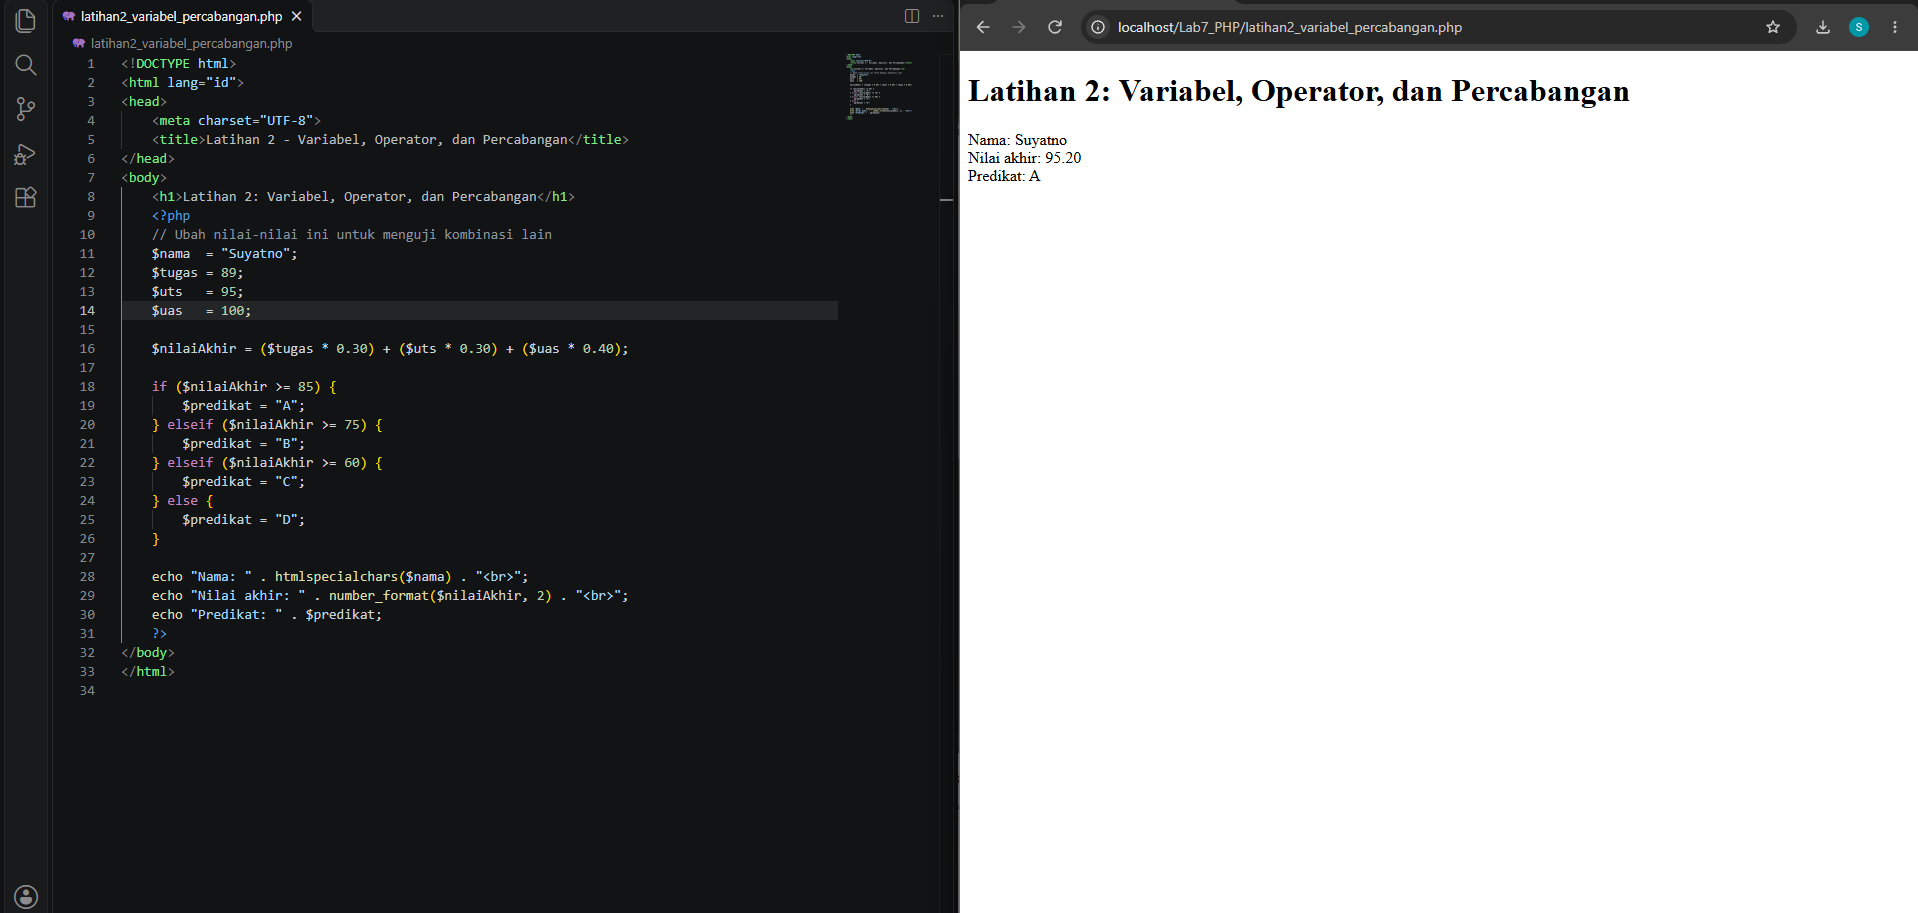 latihan2_variabel_percabangan.php
latihan2_variabel_percabangan.php
1 <!DOCTYPE html>
2 <html lang="id">
3 <head>
4     <meta charset="UTF-8">
5     <title>Latihan 2 - Variabel, Operator, dan Percabangan</title>
6 </head>
7 <body>
8     <h1>Latihan 2: Variabel, Operator, dan Percabangan</h1>
9     <?php
10     // Ubah nilai-nilai ini untuk menguji kombinasi lain
11     $nama  = "Suyatno";
12     $tugas = 89;
13     $uts   = 95;
14     $uas   = 100;
15
16     $nilaiAkhir = ($tugas * 0.30) + ($uts * 0.30) + ($uas * 0.40);
17
18     if ($nilaiAkhir >= 85) {
19         $predikat = "A";
20     } elseif ($nilaiAkhir >= 75) {
21         $predikat = "B";
22     } elseif ($nilaiAkhir >= 60) {
23         $predikat = "C";
24     } else {
25         $predikat = "D";
26     }
27
28     echo "Nama: " . htmlspecialchars($nama) . "<br>";
29     echo "Nilai akhir: " . number_format($nilaiAkhir, 2) . "<br>";
30     echo "Predikat: " . $predikat;
31     ?>
32 </body>
33 </html>
34
localhost/Lab7_PHP/latihan2_variabel_percabangan.php
S
Latihan 2: Variabel, Operator, dan Percabangan
Nama: Suyatno
Nilai akhir: 95.20
Predikat: A